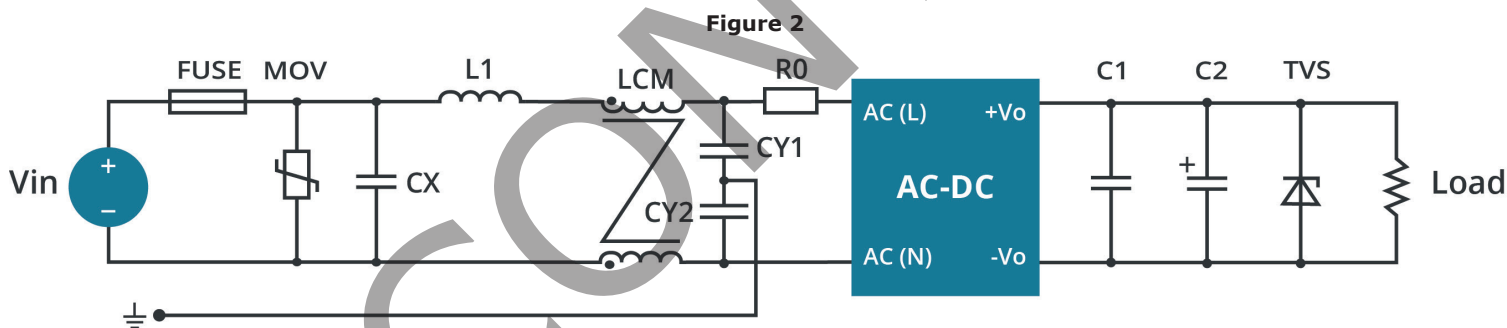 Figure 2
FUSE MOV L1 LCM R0 C1 C2 TVS
AC (L) +Vo
CY1
Vin + − CX AC-DC + Load
CY2
AC (N) -Vo